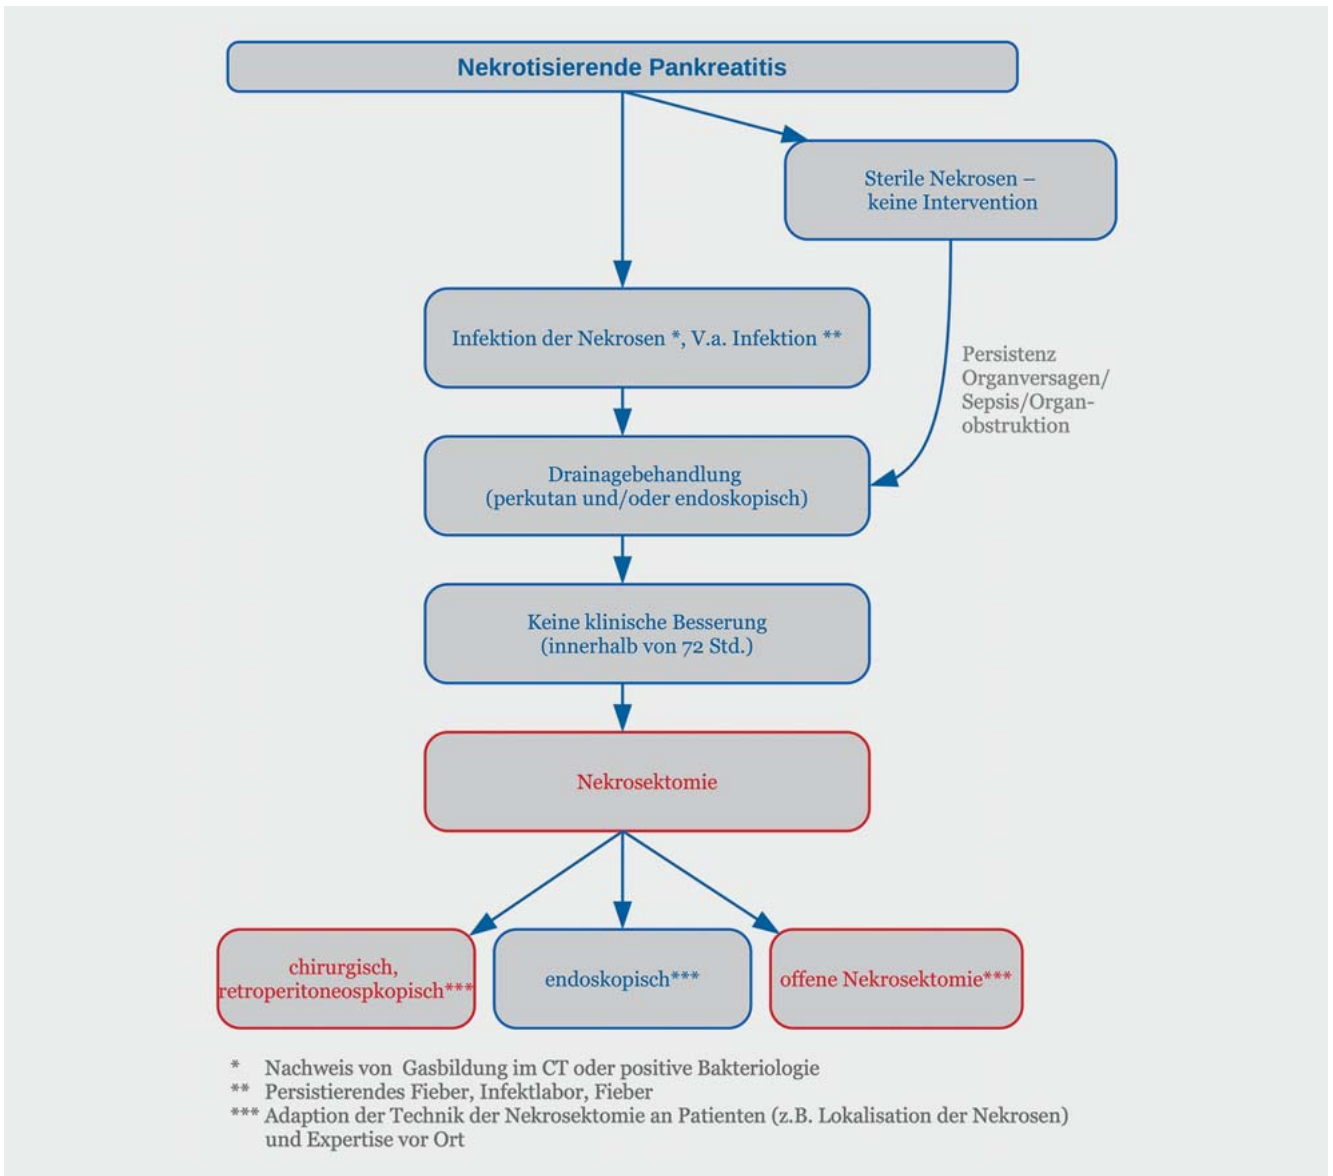 Nekrotisierende Pankreatitis
Sterile Nekrosen –
keine Intervention
Infektion der Nekrosen *, V.a. Infektion **
Persistenz
Organversagen/
Sepsis/Organ-
obstruktion
Drainagebehandlung
(perkutan und/oder endoskopisch)
Keine klinische Besserung
(innerhalb von 72 Std.)
Nekrosektomie
chirurgisch,
retroperitoneospkopisch***
endoskopisch***
offene Nekrosektomie***
* Nachweis von Gasbildung im CT oder positive Bakteriologie
** Persistierendes Fieber, Infektlabor, Fieber
*** Adaption der Technik der Nekrosektomie an Patienten (z.B. Lokalisation der Nekrosen)
und Expertise vor Ort